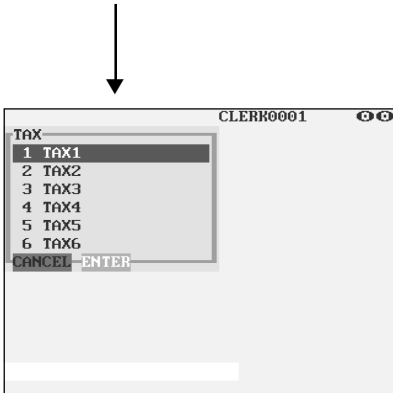 CLERK0001
TAX
1 TAX1
2 TAX2
3 TAX3
4 TAX4
5 TAX5
6 TAX6
CANCEL ENTER